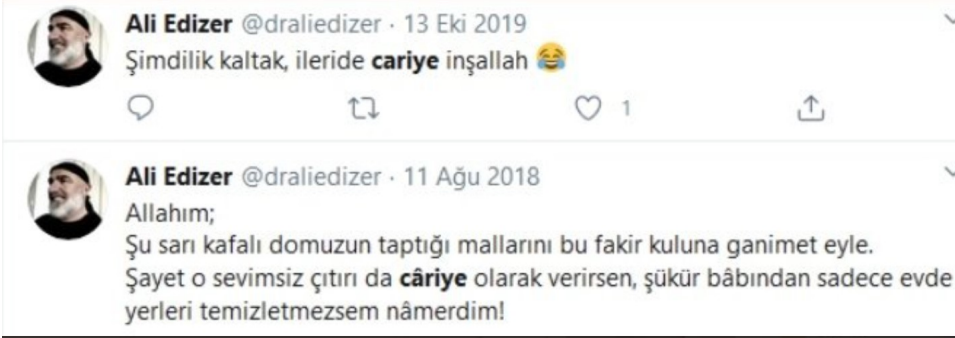 Ali Edizer @draliedizer · 13 Eki 2019
Şimdilik kaltak, ileride cariye inşallah 😂
1
Ali Edizer @draliedizer · 11 Ağu 2018
Allahım;
Şu sarı kafalı domuzun taptığı mallarını bu fakir kuluna ganimet eyle.
Şayet o sevimsiz çıtırı da câriye olarak verirsen, şükür bâbından sadece evde
yerleri temizletmezsem nâmerdim!